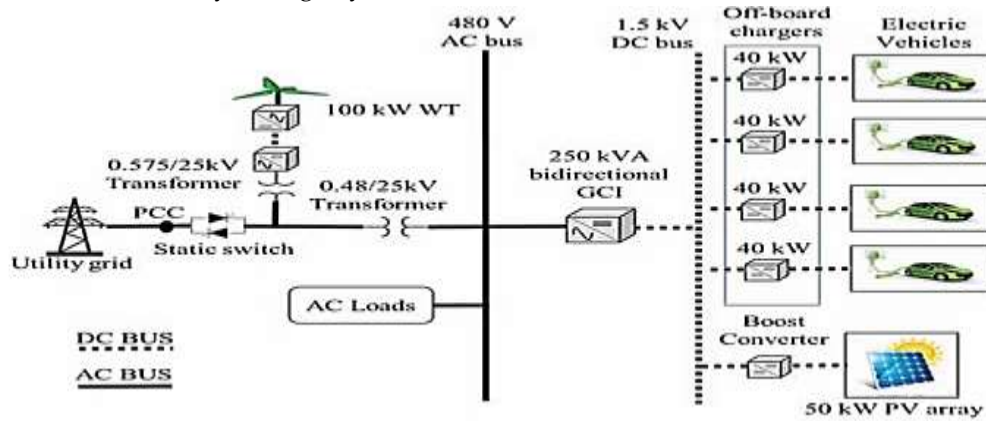 480 V
AC bus
1.5 kV
DC bus
Off-board
chargers
Electric
Vehicles
40 kW
100 kW WT
40 kW
0.575/25kV
Transformer
0.48/25kV
Transformer
250 kVA
bidirectional
GCI
40 kW
PCC
Static switch
Utility grid
40 kW
AC Loads
DC BUS
AC BUS
Boost
Converter
50 kW PV array